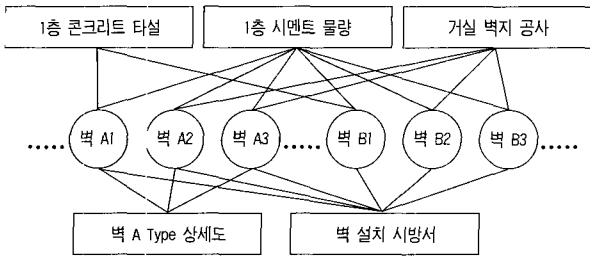 1층 콘크리트 타설 1층 시멘트 물량 거실 벽지 공사
..... 벽 A1 벽 A2 벽 A3 ..... 벽 B1 벽 B2 벽 B3 .....
벽 A Type 상세도 벽 설치 시방서